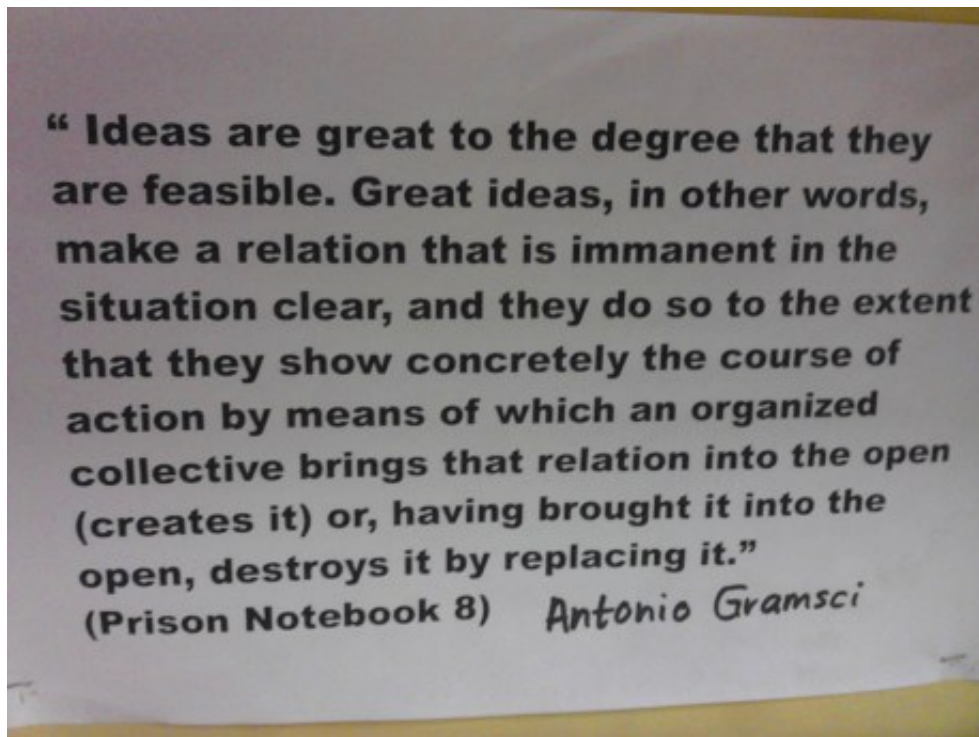 “ Ideas are great to the degree that they
are feasible. Great ideas, in other words,
make a relation that is immanent in the
situation clear, and they do so to the extent
that they show concretely the course of
action by means of which an organized
collective brings that relation into the open
(creates it) or, having brought it into the
open, destroys it by replacing it.”
(Prison Notebook 8) Antonio Gramsci